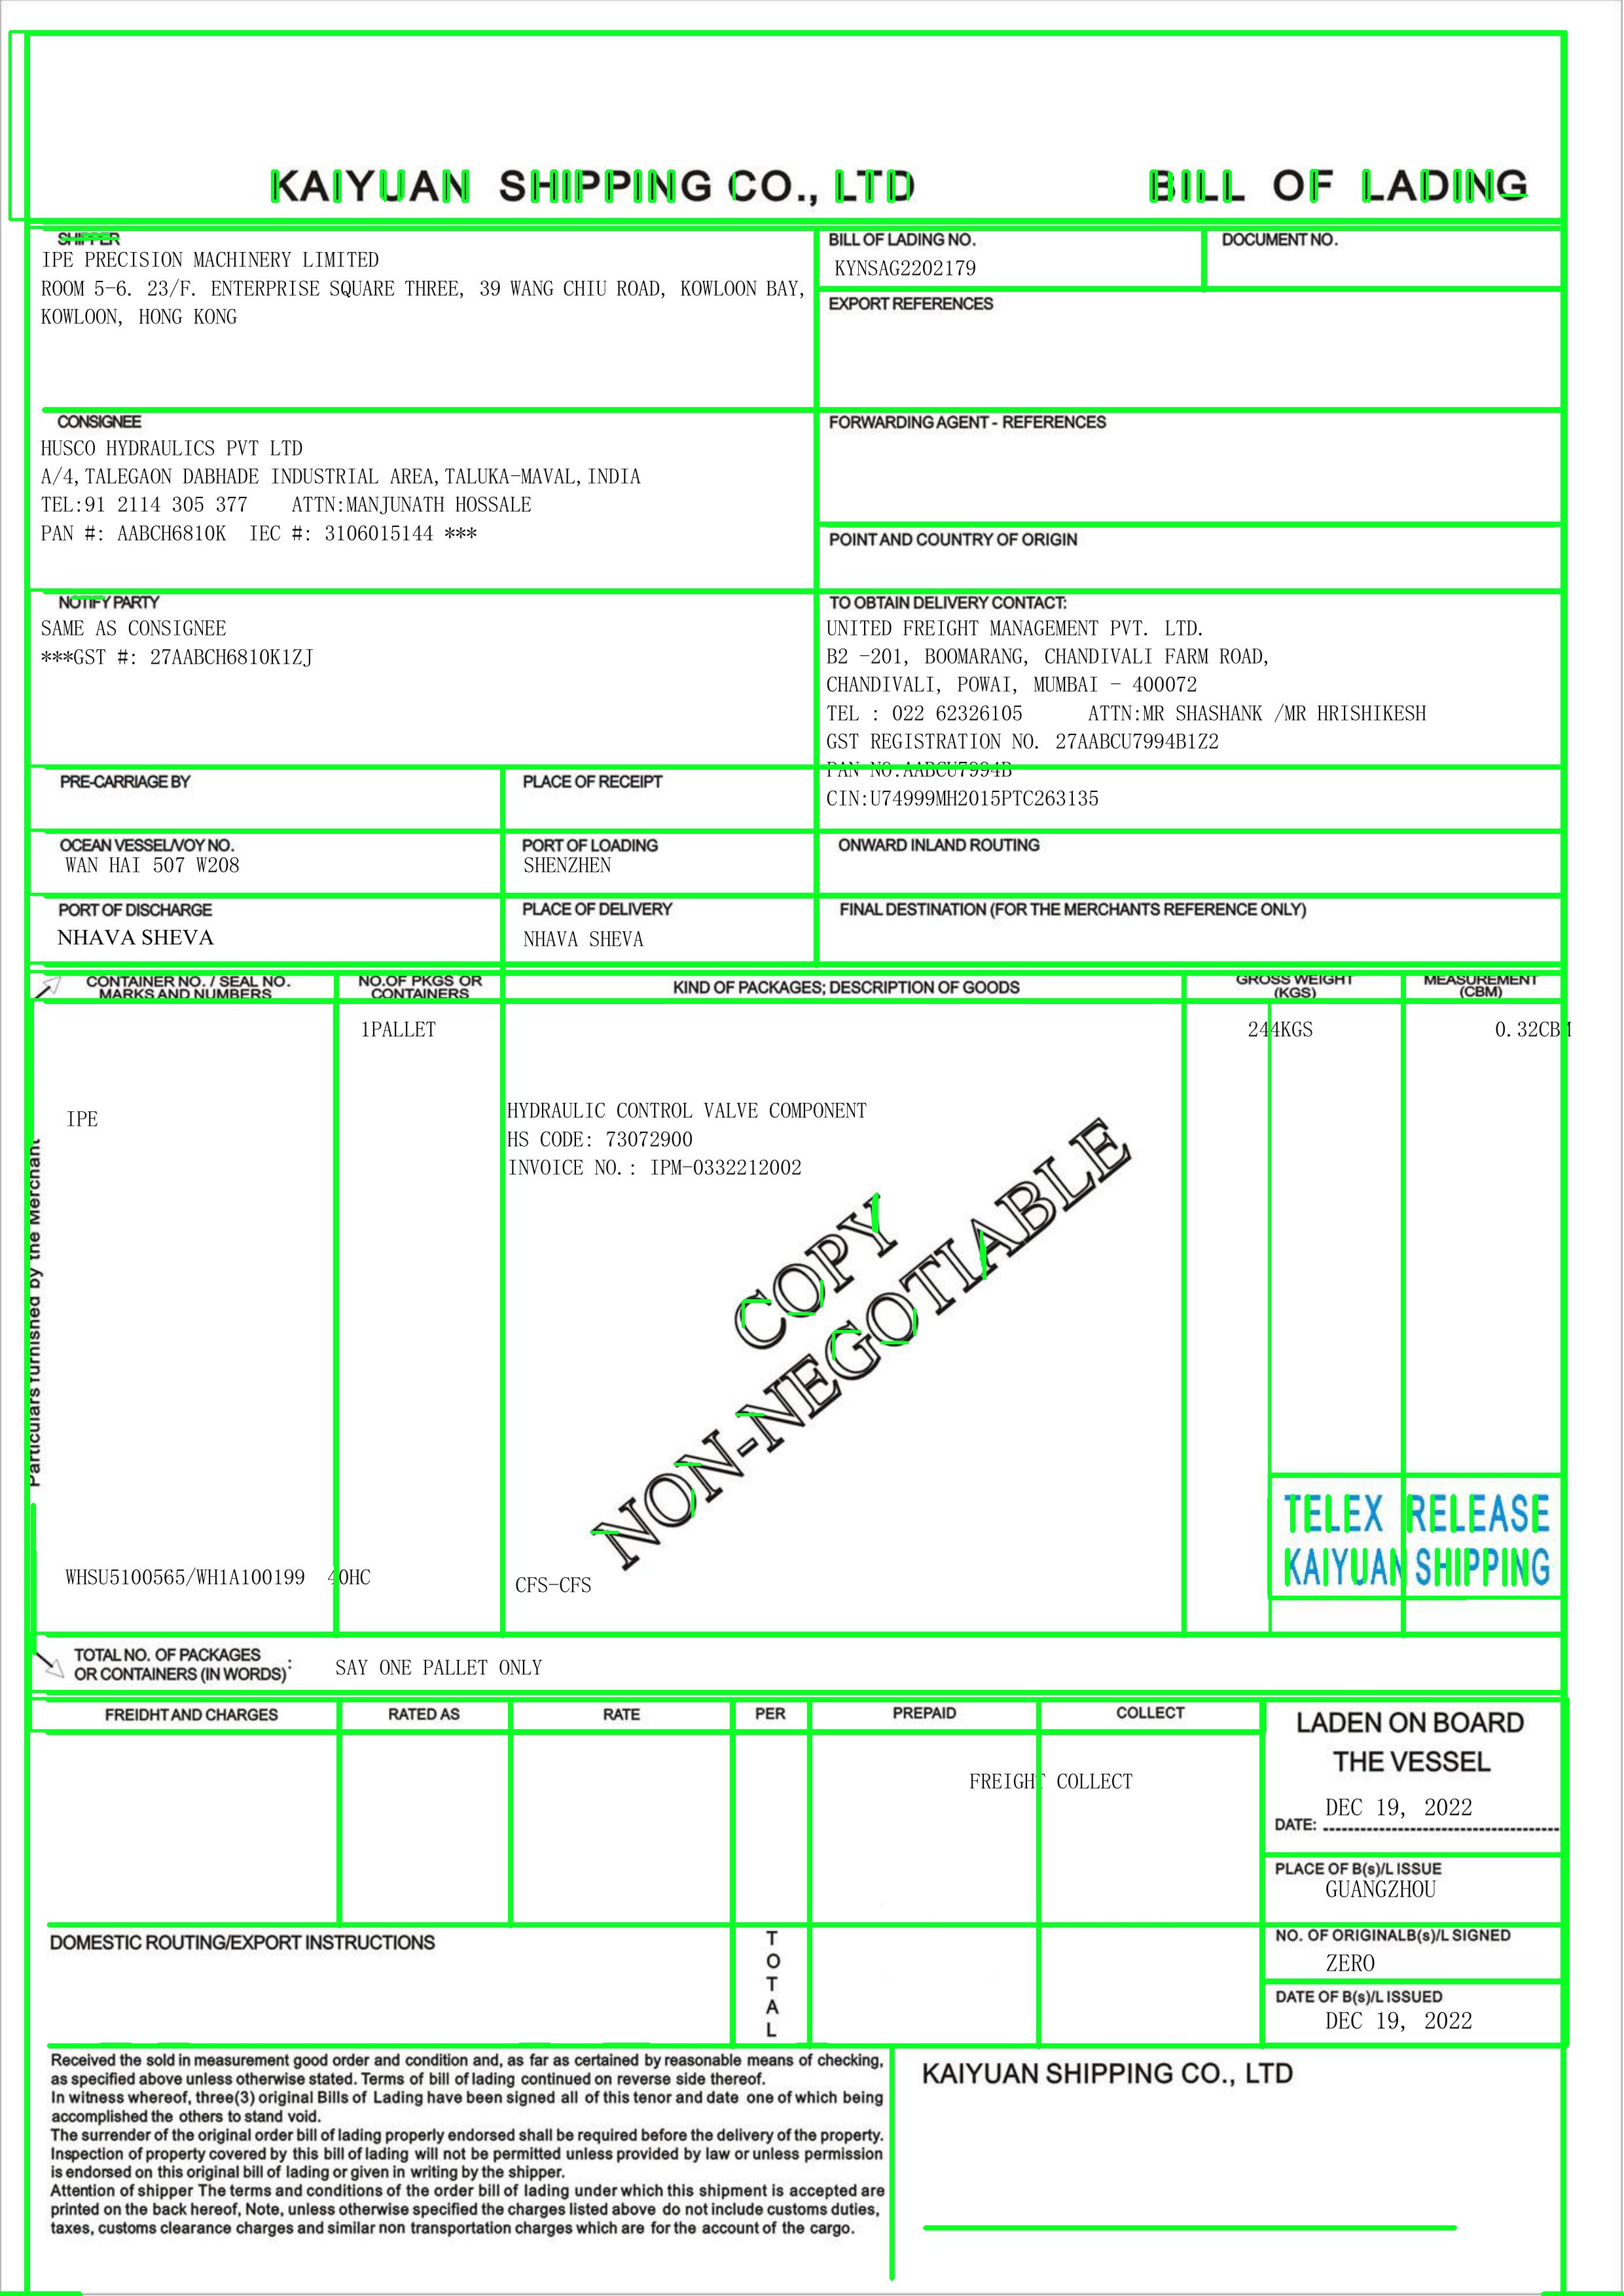 KAIYUAN SHIPPING CO., LTD
BILL OF LADING
SHIPPER
IPE PRECISION MACHINERY LIMITED
ROOM 5-6. 23/F. ENTERPRISE SQUARE THREE, 39 WANG CHIU ROAD, KOWLOON BAY,
KOWLOON, HONG KONG
BILL OF LADING NO.
KYNSAG2202179
DOCUMENT NO.
EXPORT REFERENCES
CONSIGNEE
HUSCO HYDRAULICS PVT LTD
A/4,TALEGAON DABHADE INDUSTRIAL AREA,TALUKA-MAVAL,INDIA
TEL:91 2114 305 377 ATTN:MANJUNATH HOSSALE
PAN #: AABCH6810K IEC #: 3106015144 ***
FORWARDING AGENT - REFERENCES
POINT AND COUNTRY OF ORIGIN
NOTIFY PARTY
SAME AS CONSIGNEE
***GST #: 27AABCH6810K1ZJ
TO OBTAIN DELIVERY CONTACT:
UNITED FREIGHT MANAGEMENT PVT. LTD.
B2 -201, BOOMARANG, CHANDIVALI FARM ROAD,
CHANDIVALI, POWAI, MUMBAI - 400072
TEL : 022 62326105 ATTN:MR SHASHANK /MR HRISHIKESH
GST REGISTRATION NO. 27AABCU7994B1Z2
PAN NO.AABCU7994B
CIN:U74999MH2015PTC263135
PRE-CARRIAGE BY
PLACE OF RECEIPT
OCEAN VESSEL/VOY NO.
WAN HAI 507 W208
PORT OF LOADING
SHENZHEN
ONWARD INLAND ROUTING
PORT OF DISCHARGE
NHAVA SHEVA
PLACE OF DELIVERY
NHAVA SHEVA
FINAL DESTINATION (FOR THE MERCHANTS REFERENCE ONLY)
CONTAINER NO. / SEAL NO.
MARKS AND NUMBERS
NO.OF PKGS OR
CONTAINERS
KIND OF PACKAGES; DESCRIPTION OF GOODS
GROSS WEIGHT
(KGS)
MEASUREMENT
(CBM)
1PALLET
244KGS
0.32CBM
IPE
HYDRAULIC CONTROL VALVE COMPONENT
HS CODE: 73072900
INVOICE NO.: IPM-0332212002
Particulars furnished by the Merchant
COPY
NON-NEGOTIABLE
TELEX RELEASE
KAIYUAN SHIPPING
WHSU5100565/WH1A100199 40HC
CFS-CFS
TOTAL NO. OF PACKAGES
OR CONTAINERS (IN WORDS) :
SAY ONE PALLET ONLY
FREIDHT AND CHARGES
RATED AS
RATE
PER
PREPAID
COLLECT
FREIGHT COLLECT
LADEN ON BOARD
THE VESSEL
DEC 19, 2022
DATE:
PLACE OF B(s)/L ISSUE
GUANGZHOU
DOMESTIC ROUTING/EXPORT INSTRUCTIONS
T
O
T
A
L
NO. OF ORIGINALB(s)/L SIGNED
ZERO
DATE OF B(s)/L ISSUED
DEC 19, 2022
Received the sold in measurement good order and condition and, as far as certained by reasonable means of checking,
as specified above unless otherwise stated. Terms of bill of lading continued on reverse side thereof.
In witness whereof, three(3) original Bills of Lading have been signed all of this tenor and date one of which being
accomplished the others to stand void.
The surrender of the original order bill of lading properly endorsed shall be required before the delivery of the property.
Inspection of property covered by this bill of lading will not be permitted unless provided by law or unless permission
is endorsed on this original bill of lading or given in writing by the shipper.
Attention of shipper The terms and conditions of the order bill of lading under which this shipment is accepted are
printed on the back hereof, Note, unless otherwise specified the charges listed above do not include customs duties,
taxes, customs clearance charges and similar non transportation charges which are for the account of the cargo.
KAIYUAN SHIPPING CO., LTD